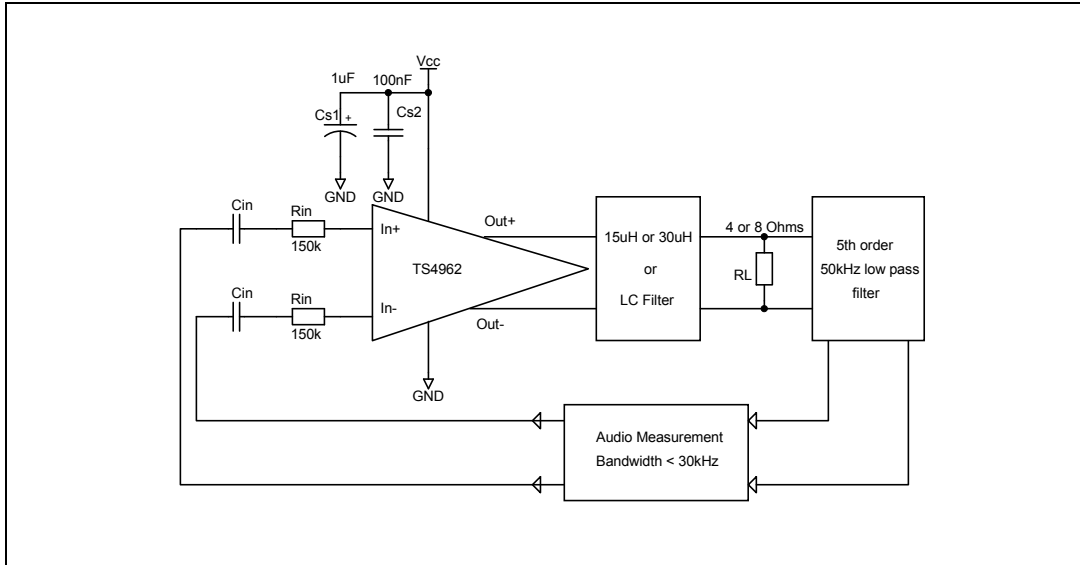 Vcc
1uF
100nF
Cs1
+
Cs2
GND
GND
Cin
Rin
150k
In+
Out+
TS4962
Cin
Rin
150k
In-
Out-
GND
15uH or 30uH
or
LC Filter
4 or 8 Ohms
RL
5th order
50kHz low pass
filter
Audio Measurement
Bandwidth < 30kHz